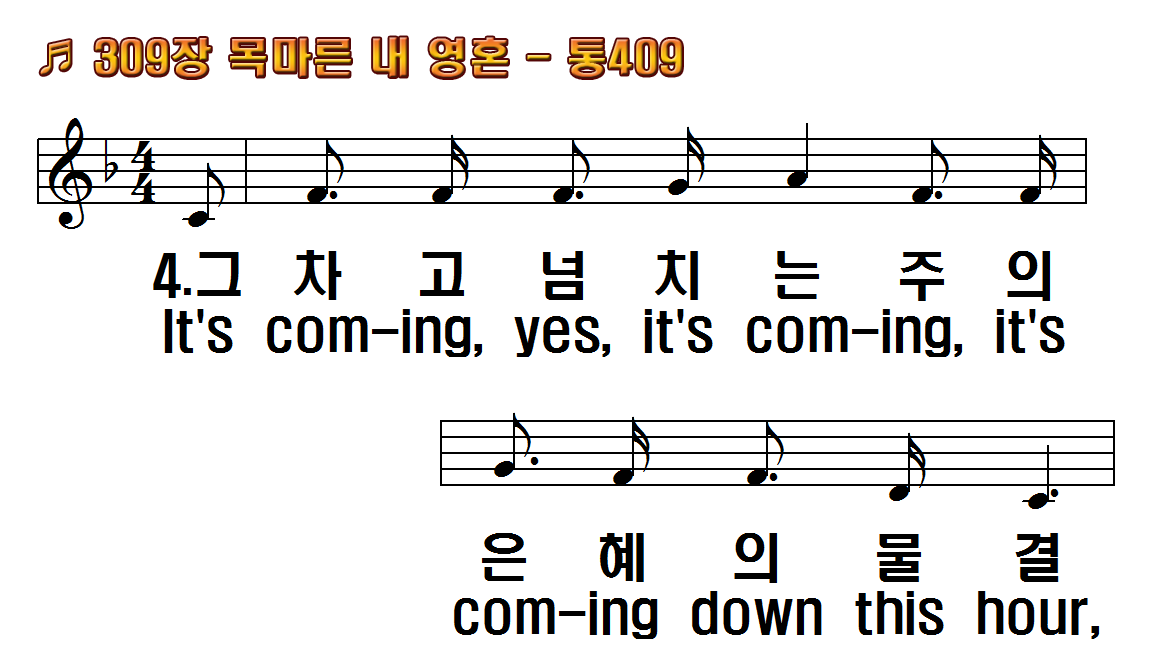 ♬ 309장 목마른 내 영혼 - 통409
4
4
4.그 차 고 넘 치 는 주 의
It's com-ing, yes, it's com-ing, it's
은 혜 의 물 결
com-ing down this hour,